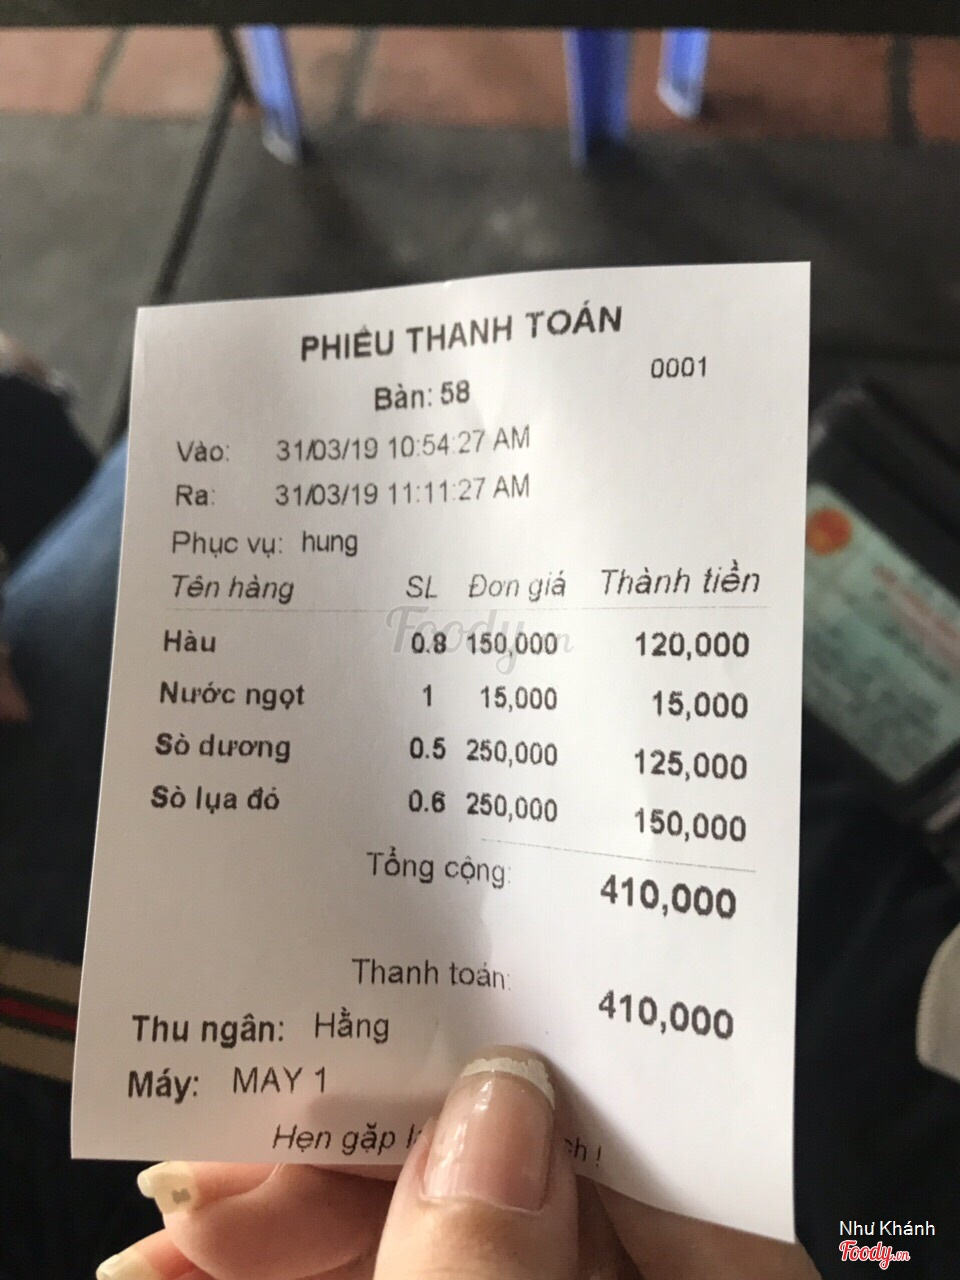 PHIẾU THANH TOÁN
0001
Bàn: 58
Vào: 31/03/19 10:54:27 AM
Ra: 31/03/19 11:11:27 AM
Phục vụ: hung
Tên hàng SL Đơn giá Thành tiền
Hàu 0.8 150,000 120,000
Nước ngọt 1 15,000 15,000
Sò dương 0.5 250,000 125,000
Sò lụa đỏ 0.6 250,000 150,000
Tổng cộng: 410,000
Thanh toán: 410,000
Thu ngân: Hằng
Máy: MAY 1
Hẹn gặp
Foody.vn
Như Khánh
Foody.vn